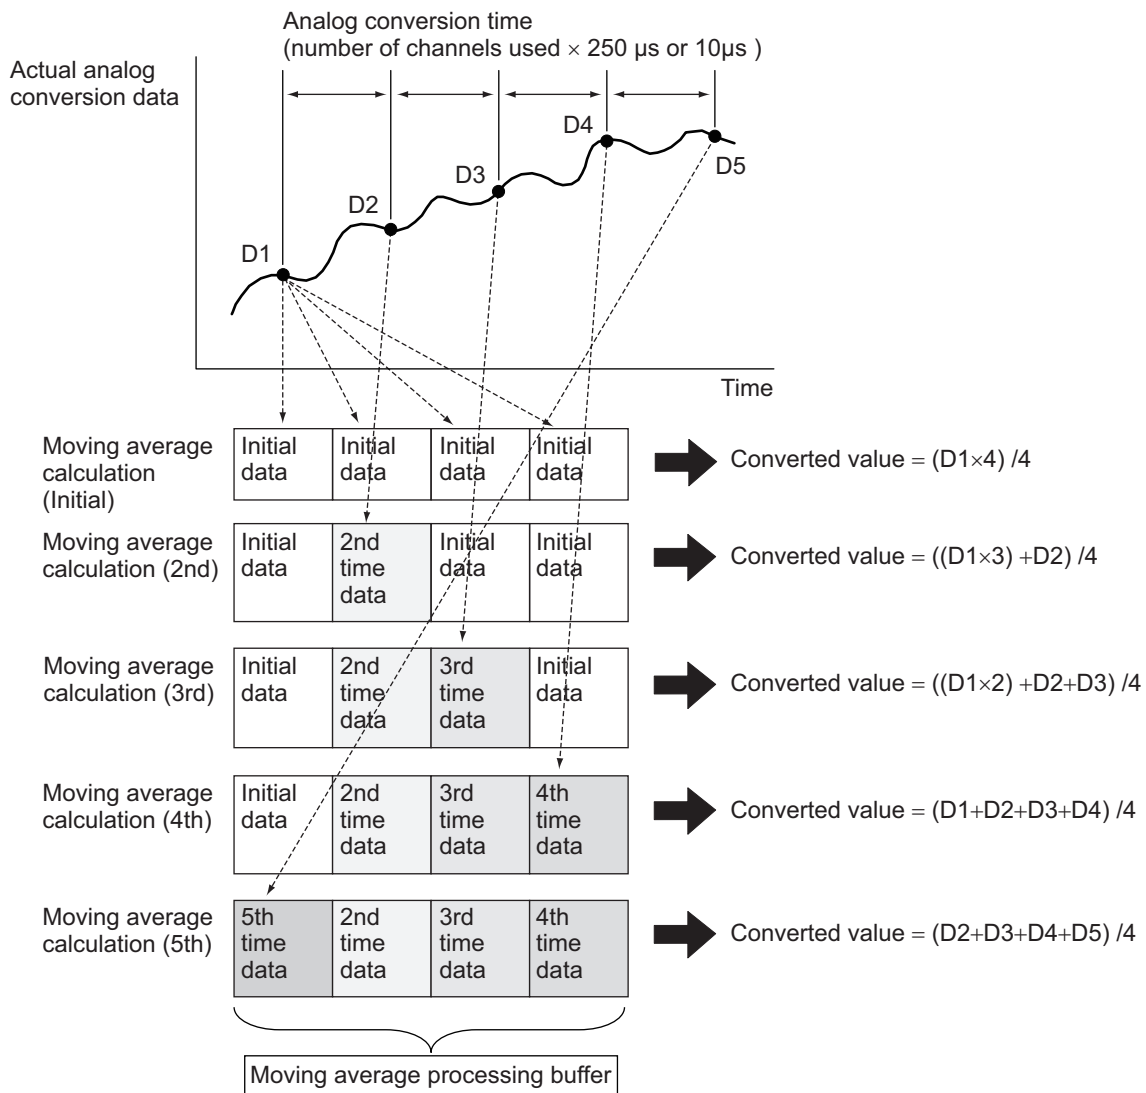 Analog conversion time
(number of channels used × 250 μs or 10μs )
Actual analog
conversion data
D1
D2
D3
D4
D5
Time
Moving average
calculation
(Initial)
Initial
data
Initial
data
Initial
data
Initial
data
Converted value = (D1×4) /4
Moving average
calculation (2nd)
Initial
data
2nd
time
data
Initial
data
Initial
data
Converted value = ((D1×3) +D2) /4
Moving average
calculation (3rd)
Initial
data
2nd
time
data
3rd
time
data
Initial
data
Converted value = ((D1×2) +D2+D3) /4
Moving average
calculation (4th)
Initial
data
2nd
time
data
3rd
time
data
4th
time
data
Converted value = (D1+D2+D3+D4) /4
Moving average
calculation (5th)
5th
time
data
2nd
time
data
3rd
time
data
4th
time
data
Converted value = (D2+D3+D4+D5) /4
Moving average processing buffer